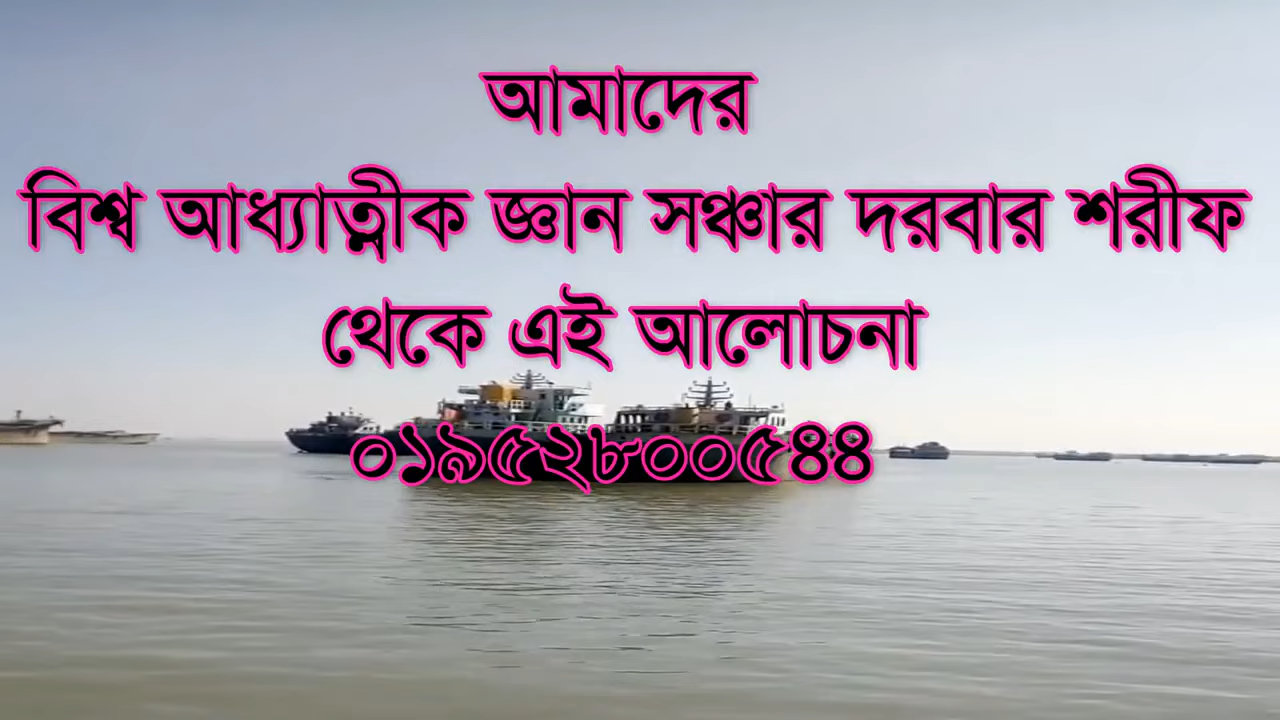 আমাদের
বিশ্ব আধ্যাত্নীক জ্ঞান সঞ্চার দরবার শরীফ
থেকে এই আলোচনা
০১৯৫২৮০০৫৪৪